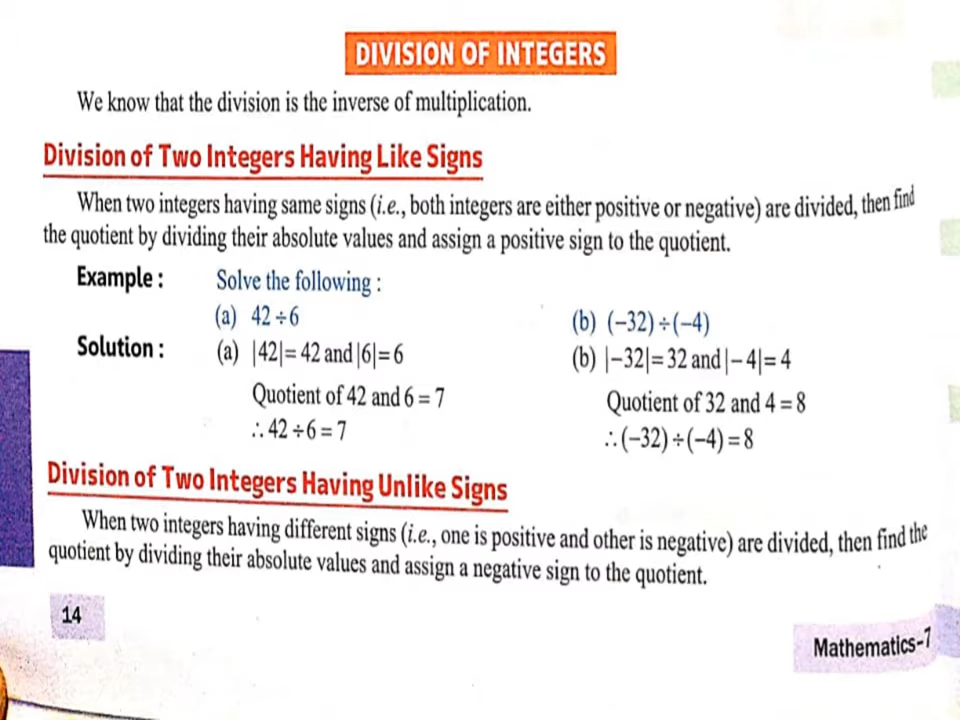 DIVISION OF INTEGERS
We know that the division is the inverse of multiplication.
Division of Two Integers Having Like Signs
When two integers having same signs (i.e., both integers are either positive or negative) are divided, then find
the quotient by dividing their absolute values and assign a positive sign to the quotient.
Example : Solve the following :
(a) 42 ÷ 6 (b) (−32) ÷ (−4)
Solution : (a) |42| = 42 and |6| = 6 (b) |−32| = 32 and |− 4| = 4
Quotient of 42 and 6 = 7 Quotient of 32 and 4 = 8
∴ 42 ÷ 6 = 7 ∴ (−32) ÷ (−4) = 8
Division of Two Integers Having Unlike Signs
When two integers having different signs (i.e., one is positive and other is negative) are divided, then find the
quotient by dividing their absolute values and assign a negative sign to the quotient.
14
Mathematics-7